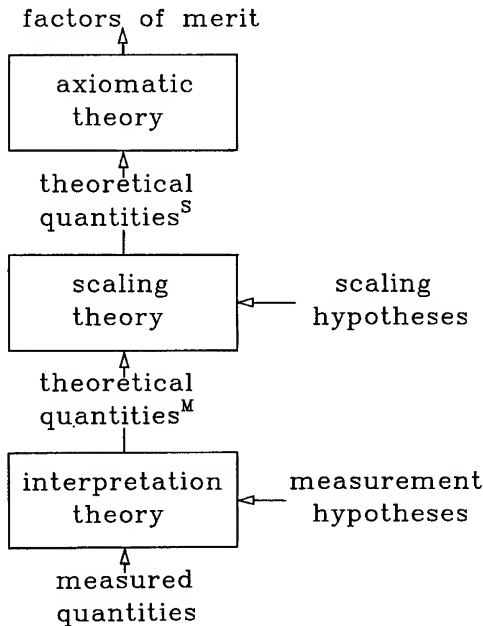 factors of merit
axiomatic
theory
theoretical
quantities^S
scaling
theory
scaling
hypotheses
theoretical
quantities^M
interpretation
theory
measurement
hypotheses
measured
quantities